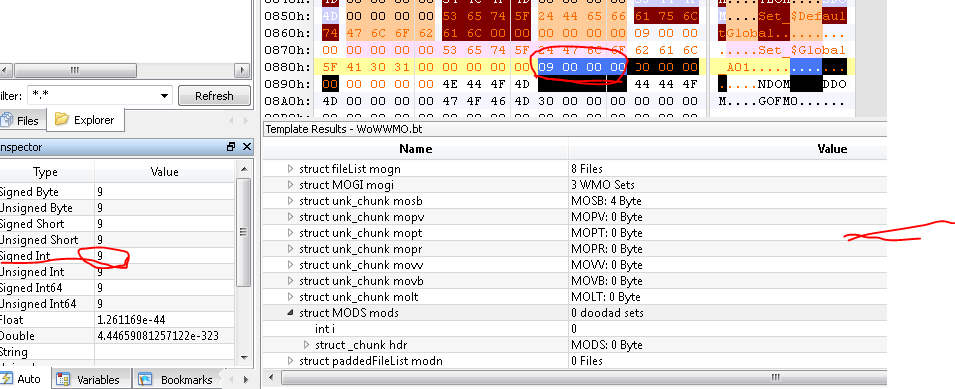 0850h: 4D 00 00 00 00 53 65 74 5F 24 44 65 66 61 75 6C Set_$Defaul
0860h: 74 47 6C 6F 62 61 6C 00 00 00 00 00 00 09 00 00 tGlobal.........
0870h: 00 00 00 00 00 53 65 74 5F 24 47 6C 6F 62 61 6C .....Set_$Global
0880h: 5F 41 30 31 00 00 00 00 00 09 00 00 00 00 00 00
0890h: 00 00 00 00 4E 44 4F 4D 00 00 00 00 44 44 4F ....NDOM....DDO
08A0h: 4D 00 00 00 00 47 4F 46 4D 30 00 00 00 00 00 00 M....GOFM0......
ilter: *.* Refresh
Files Explorer
nspector
Type Value
Signed Byte 9
Unsigned Byte 9
Signed Short 9
Unsigned Short 9
Signed Int 9
Unsigned Int 9
Signed Int64 9
Unsigned Int64 9
Float 1.261169e-44
Double 4.44659081257122e-323
String
Auto Variables Bookmarks
Template Results - WoWWMO.bt
Name Value
struct fileList mogn 8 Files
struct MOGI mogi 3 WMO Sets
struct unk_chunk mosb MOSB: 4 Byte
struct unk_chunk mopv MOPV: 0 Byte
struct unk_chunk mopt MOPT: 0 Byte
struct unk_chunk mopr MOPR: 0 Byte
struct unk_chunk movv MOVV: 0 Byte
struct unk_chunk movb MOVB: 0 Byte
struct unk_chunk molt MOLT: 0 Byte
struct MODS mods 0 doodad sets
int i 0
struct _chunk hdr MODS: 0 Byte
struct paddedFileList modn 0 Files